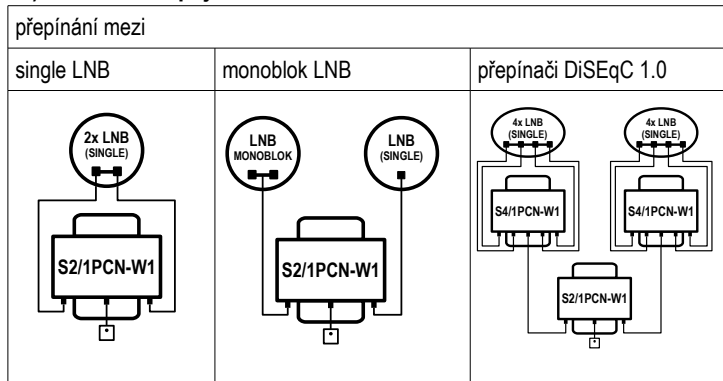 přepínání mezi
single LNB
monoblok LNB
přepínači DiSEqC 1.0
2x LNB
(SINGLE)
S2/1PCN-W1
LNB
MONOBLOK
LNB
(SINGLE)
S2/1PCN-W1
4x LNB
(SINGLE)
4x LNB
(SINGLE)
S4/1PCN-W1
S4/1PCN-W1
S2/1PCN-W1